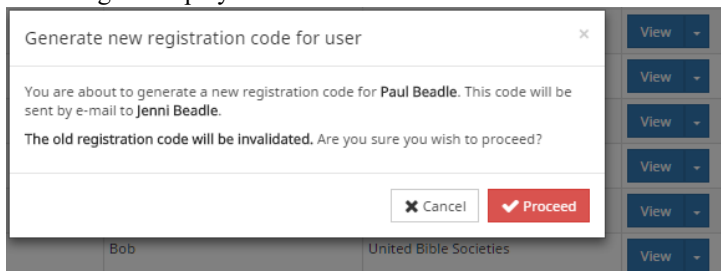 Generate new registration code for user ×
View
You are about to generate a new registration code for Paul Beadle. This code will be
sent by e-mail to Jenni Beadle.
The old registration code will be invalidated. Are you sure you wish to proceed?
View
View
View
Cancel Proceed
View
Bob United Bible Societies View